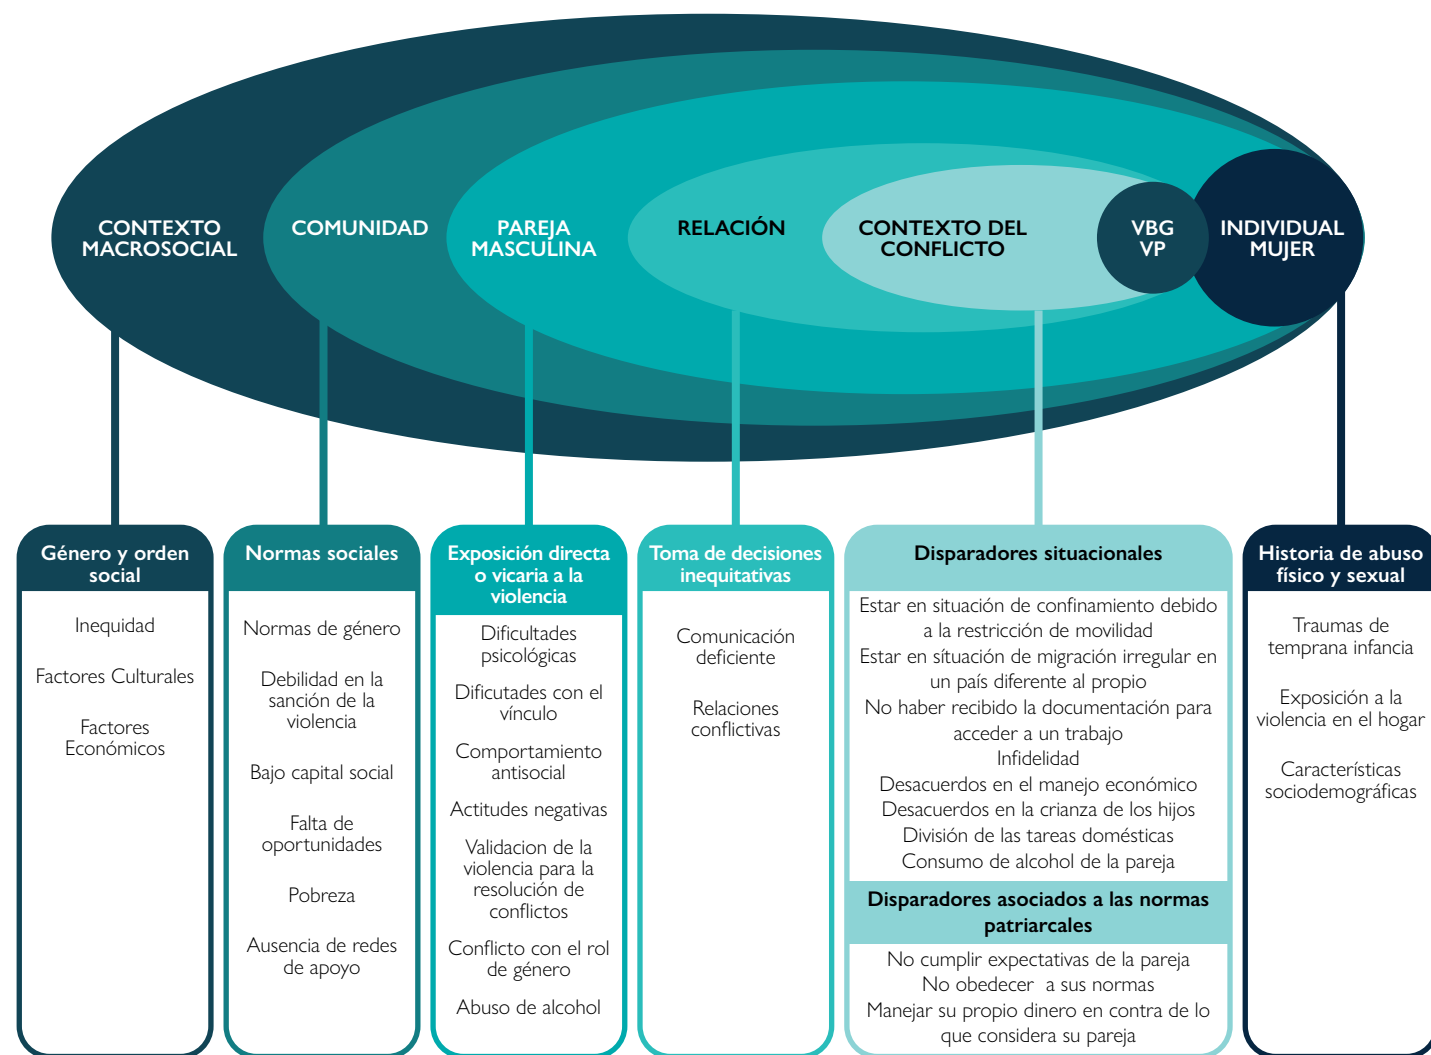 CONTEXTO
MACROSOCIAL
COMUNIDAD
PAREJA
MASCULINA
RELACIÓN
CONTEXTO DEL
CONFLICTO
VBG
VP
INDIVIDUAL
MUJER
Género y orden
social
Inequidad
Factores Culturales
Factores
Económicos
Normas sociales
Normas de género
Debilidad en la
sanción de la
violencia
Bajo capital social
Falta de
oportunidades
Pobreza
Ausencia de redes
de apoyo
Exposición directa
o vicaria a la
violencia
Dificultades
psicológicas
Dificutades con el
vínculo
Comportamiento
antisocial
Actitudes negativas
Validacion de la
violencia para la
resolución de
conflictos
Conflicto con el rol
de género
Abuso de alcohol
Toma de decisiones
inequitativas
Comunicación
deficiente
Relaciones
conflictivas
Disparadores situacionales
Estar en situación de confinamiento debido
a la restricción de movilidad
Estar en sítúación de migración irregular en
un país diferente al propio
No haber recibido la documentación para
acceder a un trabajo
Infidelidad
Desacuerdos en el manejo económico
Desacuerdos en la crianza de los hijos
División de las tareas domésticas
Consumo de alcohol de la pareja
Disparadores asociados a las normas
patriarcales
No cumplir expectativas de la pareja
No obedecer a sus normas
Manejar su propio dinero en contra de lo
que considera su pareja
Historia de abuso
físico y sexual
Traumas de
temprana infancia
Exposición a la
violencia en el hogar
Características
sociodemográficas